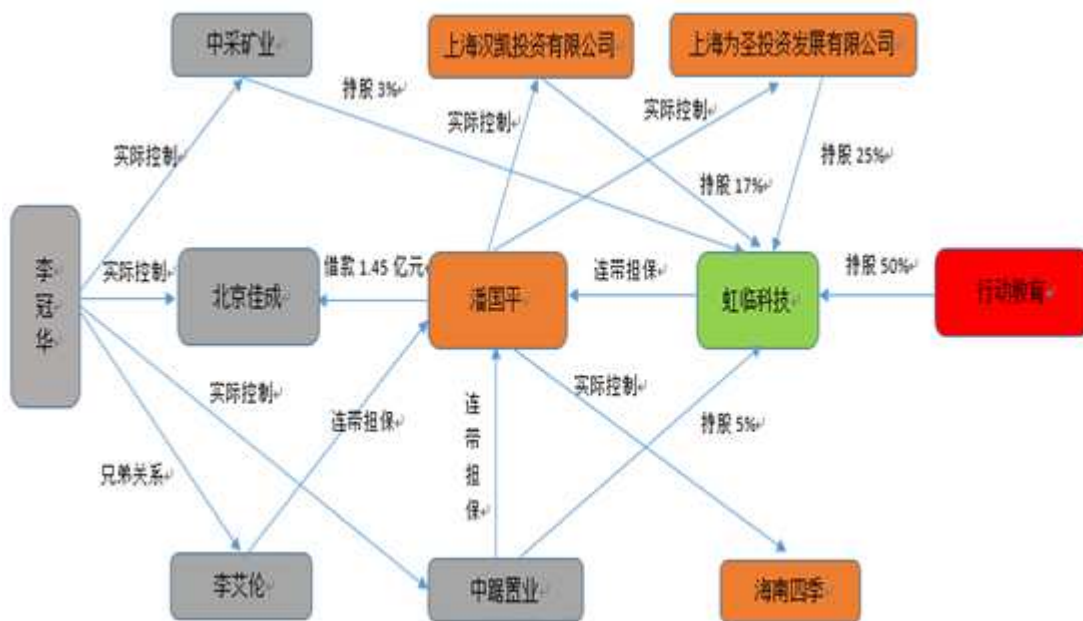 中采矿业
上海汉凯投资有限公司
上海为圣投资发展有限公司
持股 3%
实际控制
实际控制
实际控制
持股 25%
持股 17%
李冠华
实际控制
北京佳成
借款 1.45 亿元
潘国平
连带担保
虹临科技
持股 50%
行动教育
实际控制
连带担保
连带担保
实际控制
持股 5%
兄弟关系
李艾伦
中踞置业
海南四季